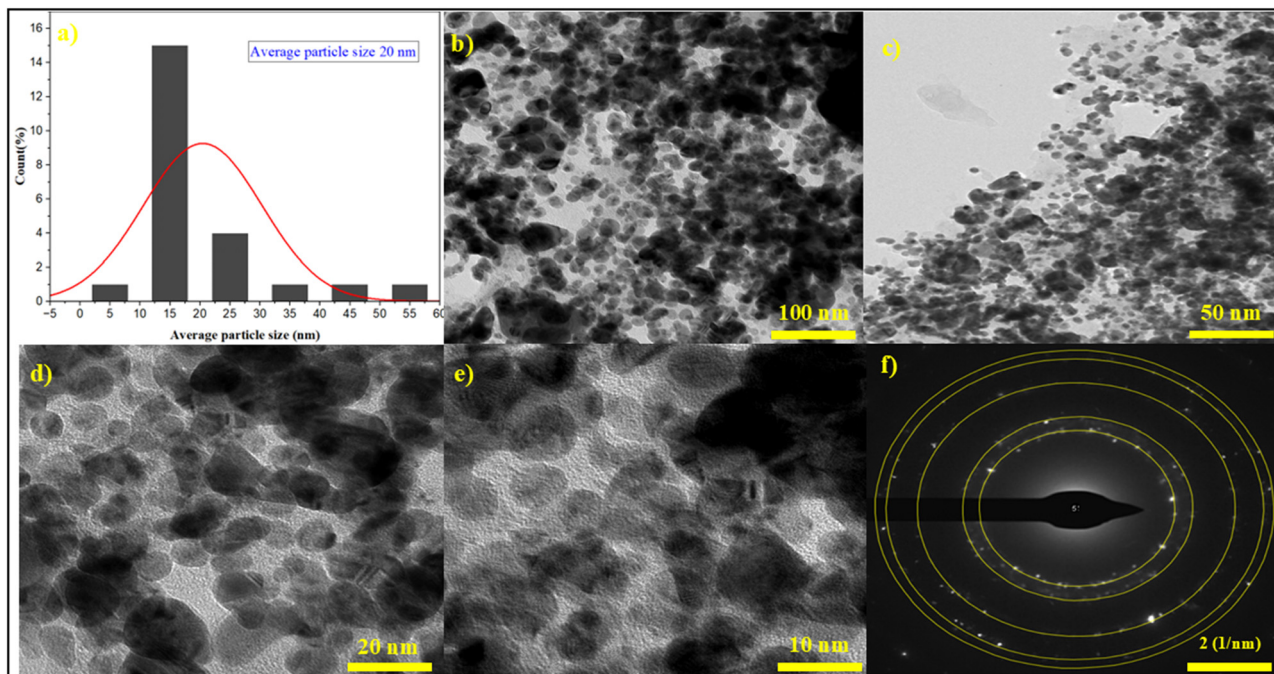 a)
Average particle size 20 nm
Count(%)
16
14
12
10
8
6
4
2
0
−5 0 5 10 15 20 25 30 35 40 45 50 55 60
Average particle size (nm)
b)
100 nm
c)
50 nm
d)
20 nm
e)
10 nm
f)
2 (1/nm)